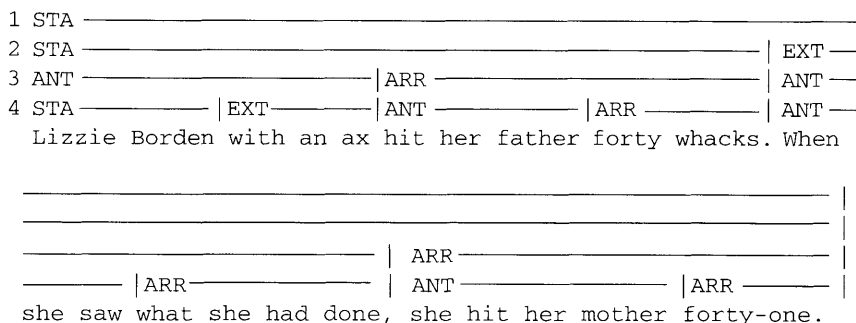 1 STA
2 STA | EXT
3 ANT | ARR | ANT
4 STA | EXT | ANT | ARR | ANT
Lizzie Borden with an ax hit her father forty whacks. When
| ARR |
| ARR | ANT | ARR |
she saw what she had done, she hit her mother forty-one.